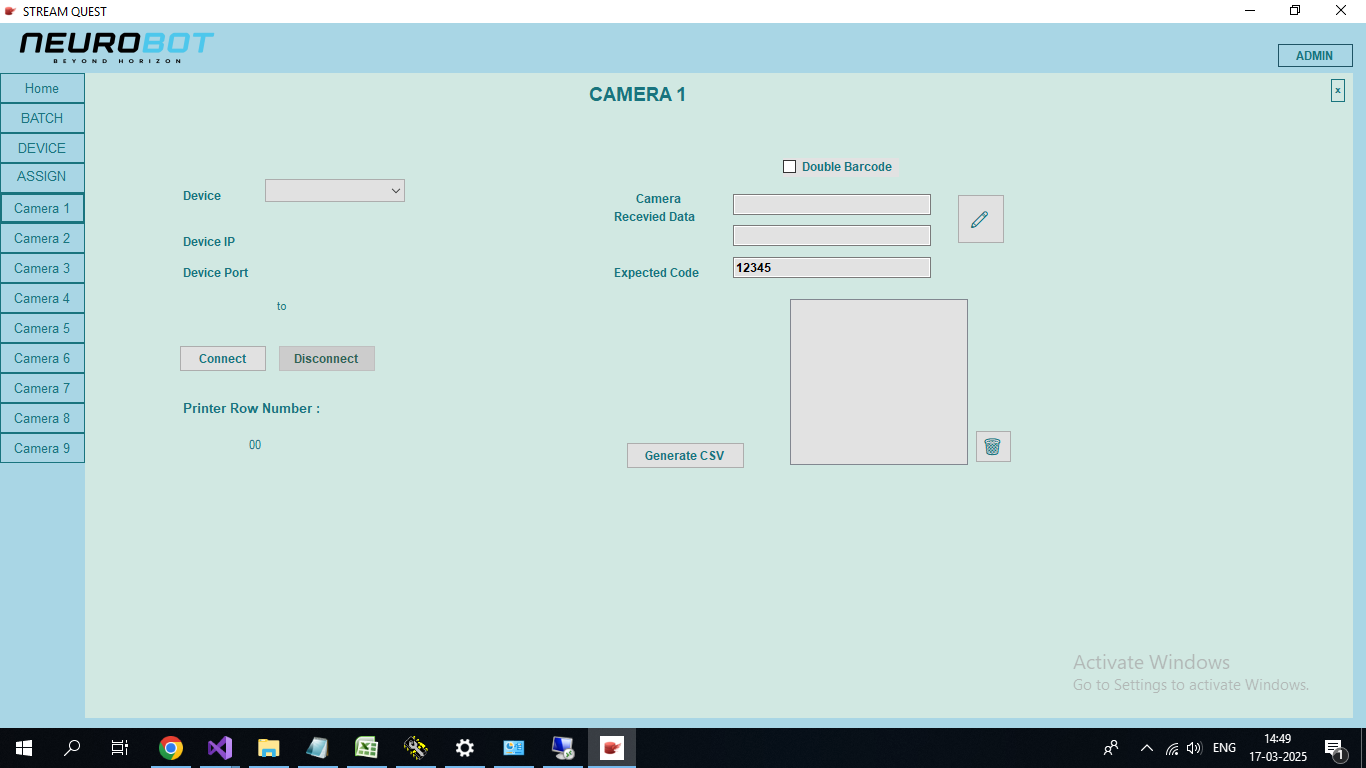 STREAM QUEST
NEUROBOT
BEYOND HORIZON
ADMIN
Home
BATCH
DEVICE
ASSIGN
Camera 1
Camera 2
Camera 3
Camera 4
Camera 5
Camera 6
Camera 7
Camera 8
Camera 9
CAMERA 1
x
Device
Device IP
Device Port
to
Connect
Disconnect
Printer Row Number :
00
Double Barcode
Camera
Recevied Data
Expected Code
12345
Generate CSV
Activate Windows
Go to Settings to activate Windows.
ENG
14:49
17-03-2025
1